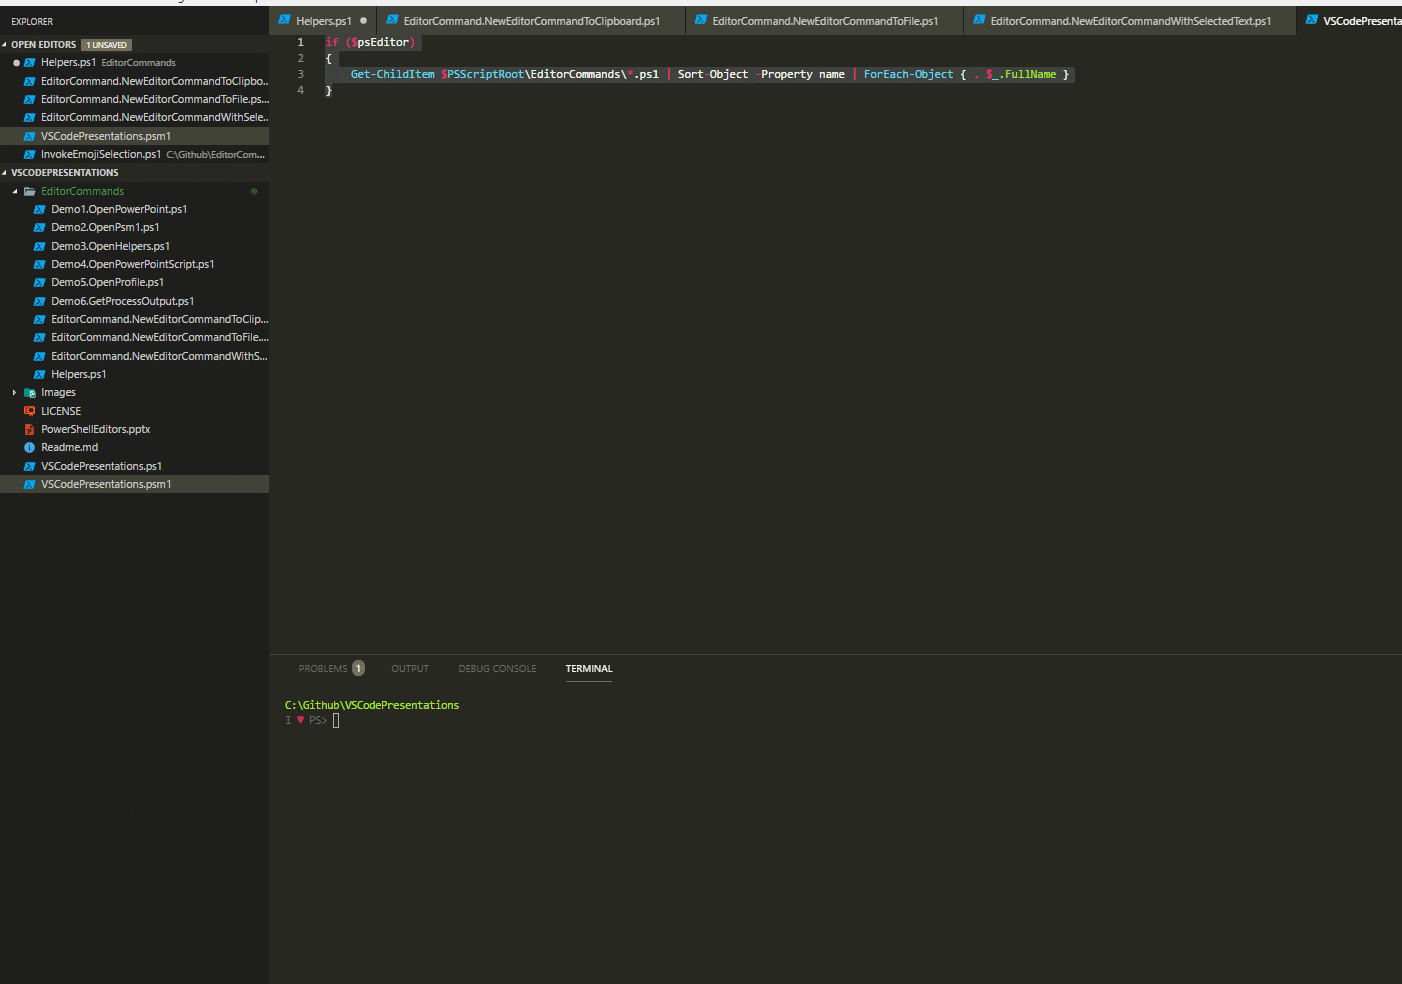 EXPLORER
OPEN EDITORS 1 UNSAVED
Helpers.ps1 EditorCommands
EditorCommand.NewEditorCommandToClipbo...
EditorCommand.NewEditorCommandToFile.ps...
EditorCommand.NewEditorCommandWithSele...
VSCodePresentations.psm1
InvokeEmojiSelection.ps1 C:\Github\EditorCom...
VSCODEPRESENTATIONS
EditorCommands
Demo1.OpenPowerPoint.ps1
Demo2.OpenPsm1.ps1
Demo3.OpenHelpers.ps1
Demo4.OpenPowerPointScript.ps1
Demo5.OpenProfile.ps1
Demo6.GetProcessOutput.ps1
EditorCommand.NewEditorCommandToClip...
EditorCommand.NewEditorCommandToFile....
EditorCommand.NewEditorCommandWithS...
Helpers.ps1
Images
LICENSE
PowerShellEditors.pptx
Readme.md
VSCodePresentations.ps1
VSCodePresentations.psm1
Helpers.ps1 EditorCommand.NewEditorCommandToClipboard.ps1 EditorCommand.NewEditorCommandToFile.ps1 EditorCommand.NewEditorCommandWithSelectedText.ps1 VSCodePresenta
1 if ($psEditor)
2 {
3 Get-ChildItem $PSScriptRoot\EditorCommands\*.ps1 | Sort-Object -Property name | ForEach-Object { . $_.FullName }
4 }
PROBLEMS 1 OUTPUT DEBUG CONSOLE TERMINAL
C:\Github\VSCodePresentations
I ♥ PS>